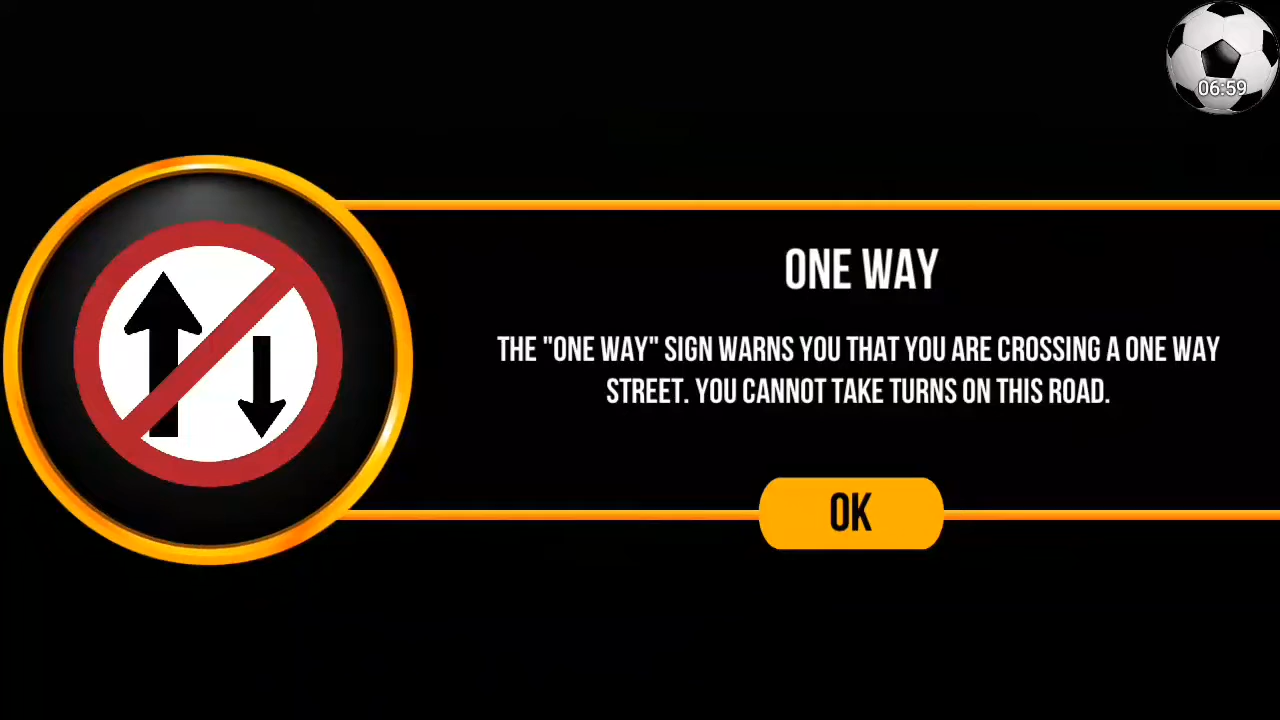 06:59
ONE WAY
THE "ONE WAY" SIGN WARNS YOU THAT YOU ARE CROSSING A ONE WAY
STREET. YOU CANNOT TAKE TURNS ON THIS ROAD.
OK